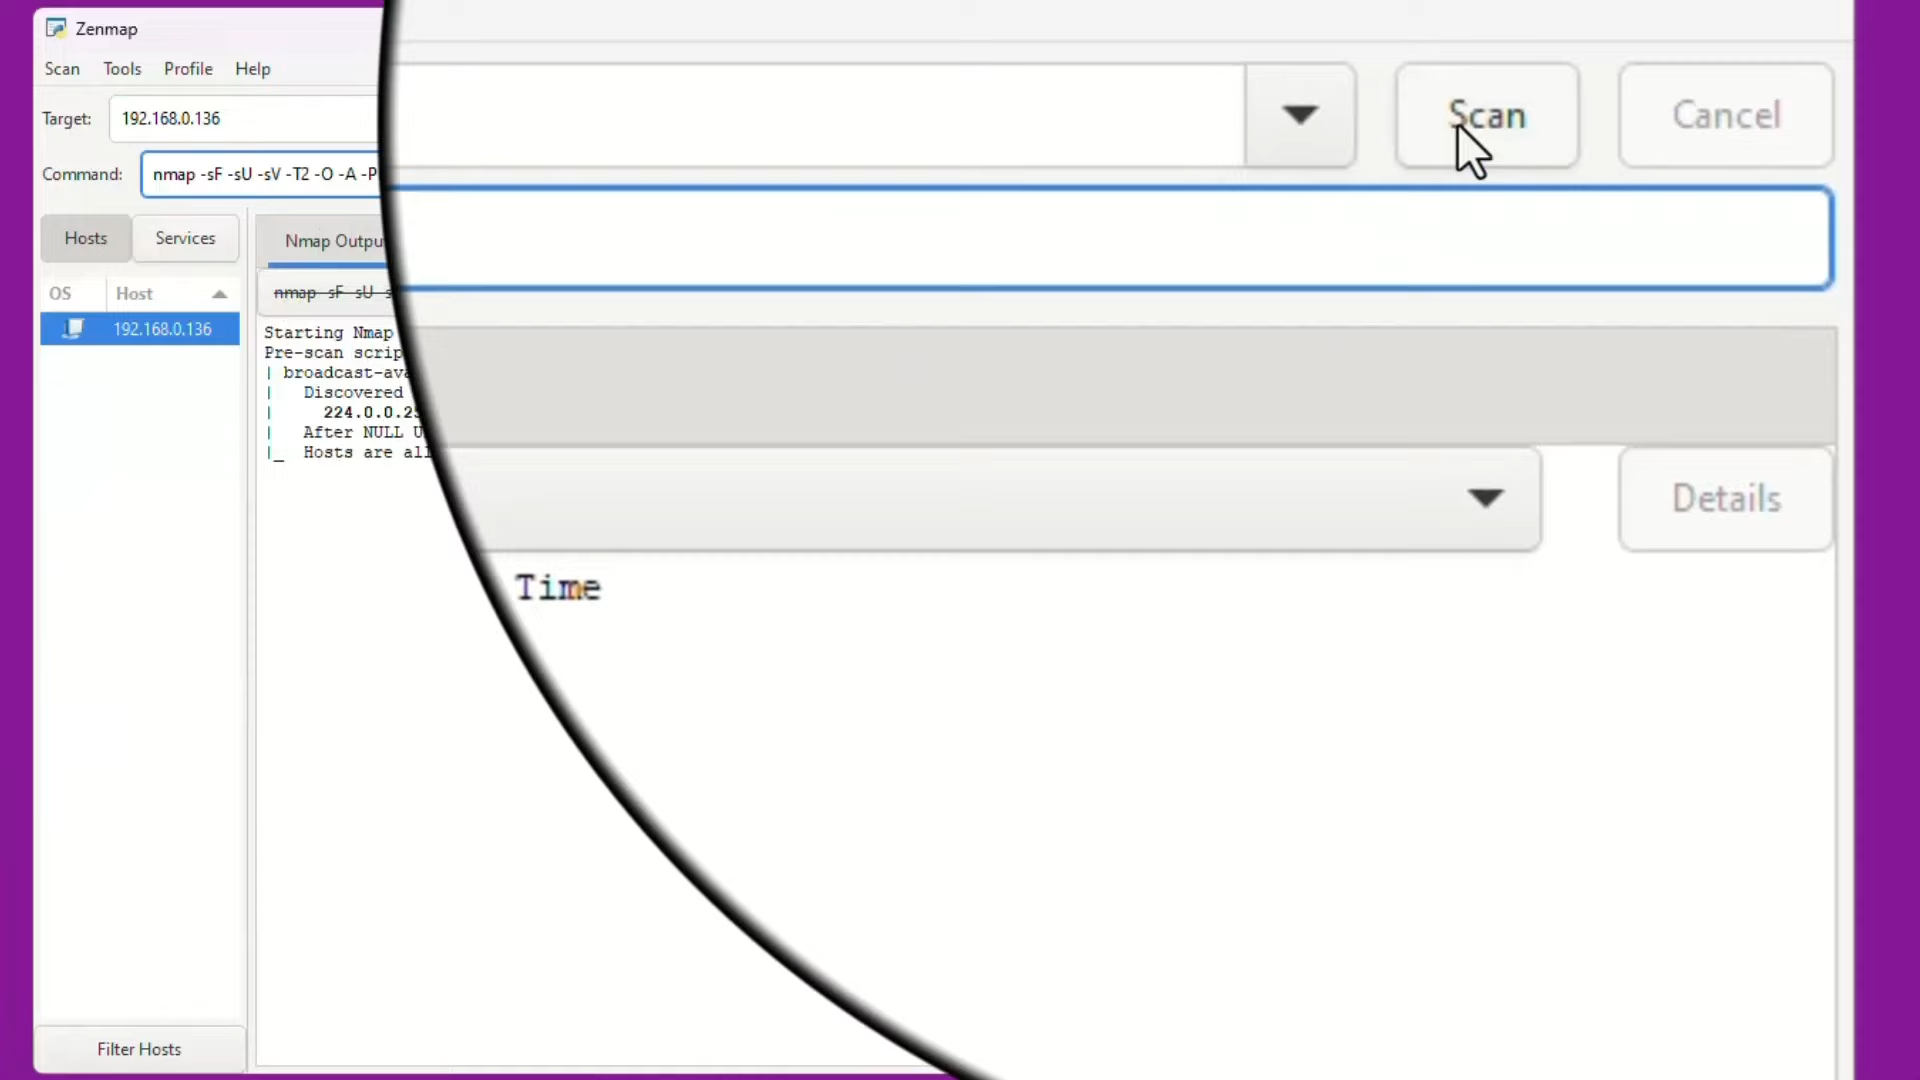 Zenmap
Scan Tools Profile Help
Target: 192.168.0.136
Scan Cancel
Command: nmap -sF -sU -sV -T2 -O -A -P
Hosts Services
Nmap Outpu
OS Host
nmap -sF -sU -s
Details
192.168.0.136
Starting Nmap
Time
Pre-scan scrip
| broadcast-ava
| Discovered
| 224.0.0.25
| After NULL U
|_ Hosts are all
Filter Hosts